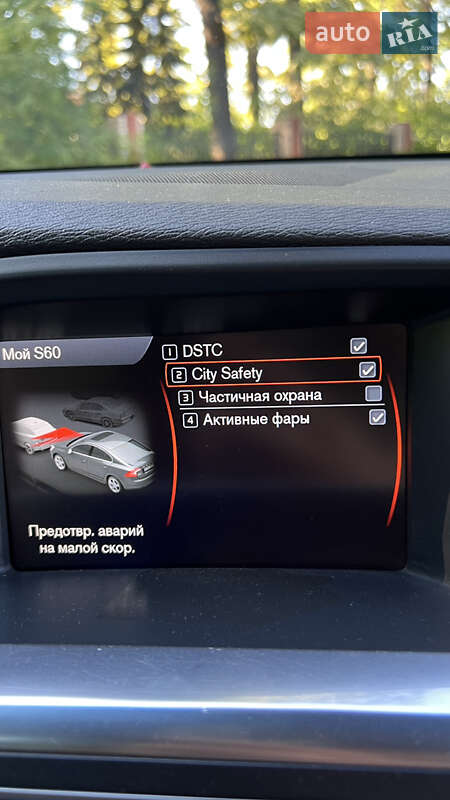 auto RIA
.com
Мой S60
1 DSTC
2 City Safety
3 Частичная охрана
4 Активные фары
Предотвр. аварий
на малой скор.